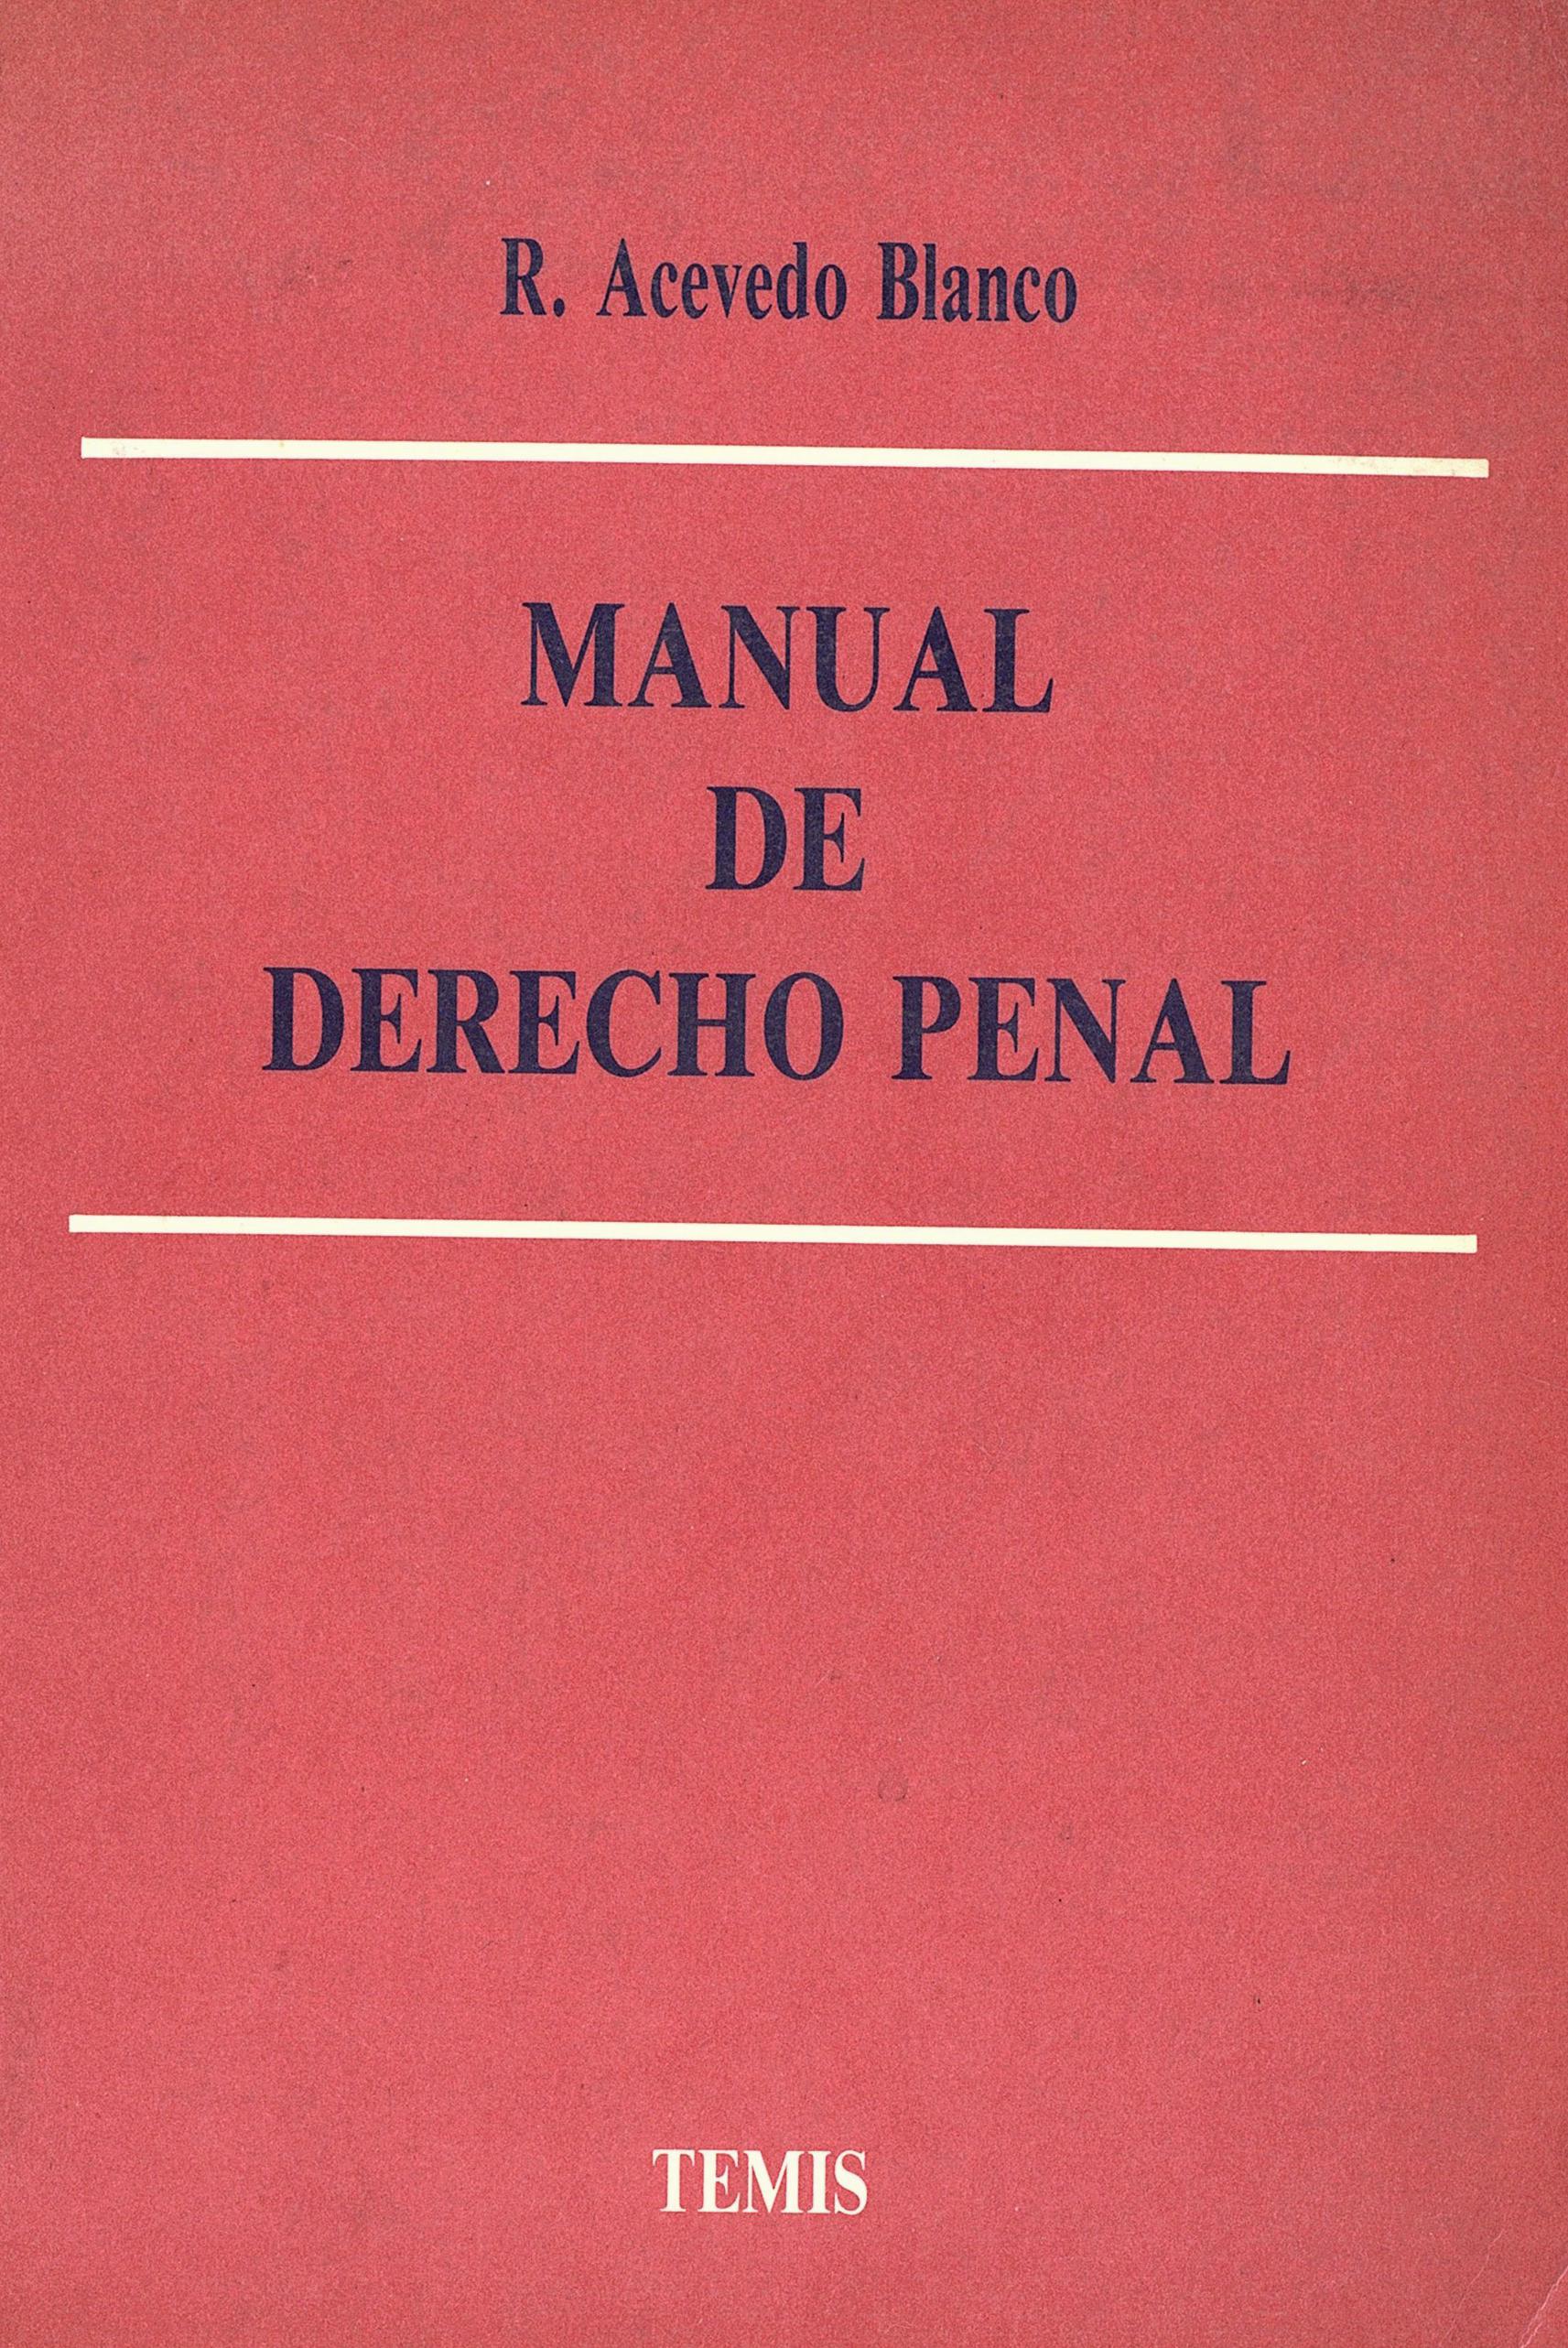 R. Acevedo Blanco
MANUAL
DE
DERECHO PENAL
TEMIS